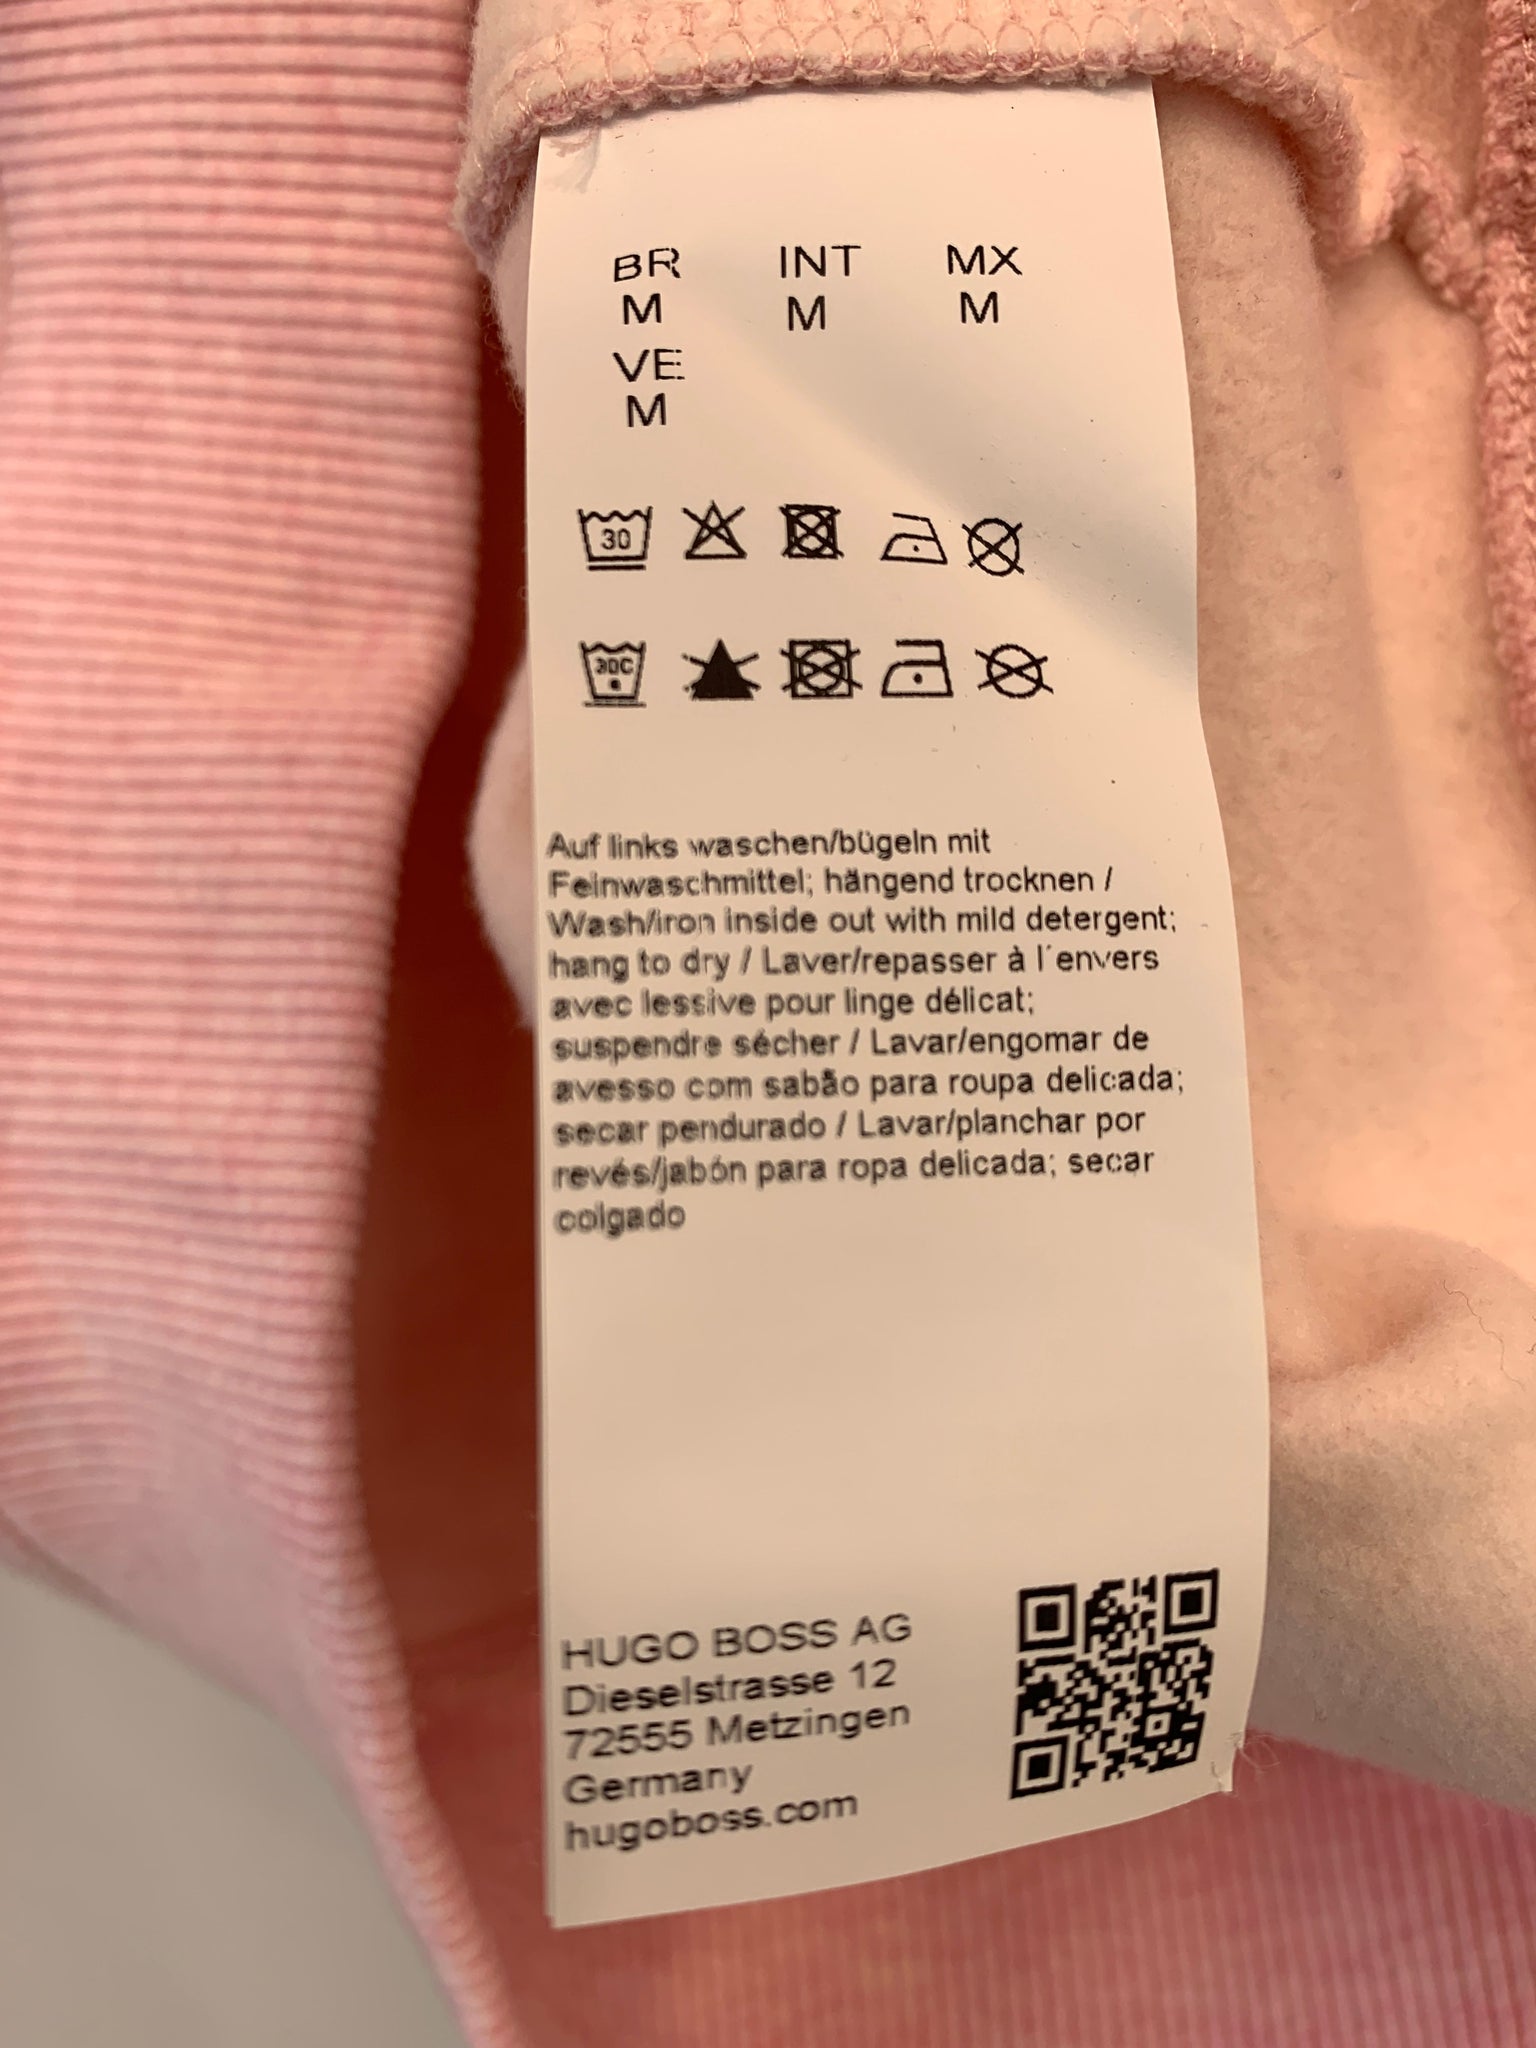 BR INT MX
M M M
VE
M
30
30C
Auf links waschen/bügeln mit
Feinwaschmittel; hängend trocknen /
Wash/iron inside out with mild detergent;
hang to dry / Laver/repasser à l´envers
avec lessive pour linge délicat;
suspendre sécher / Lavar/engomar de
avesso com sabão para roupa delicada;
secar pendurado / Lavar/planchar por
revés/jabón para ropa delicada; secar
colgado
HUGO BOSS AG
Dieselstrasse 12
72555 Metzingen
Germany
hugoboss.com